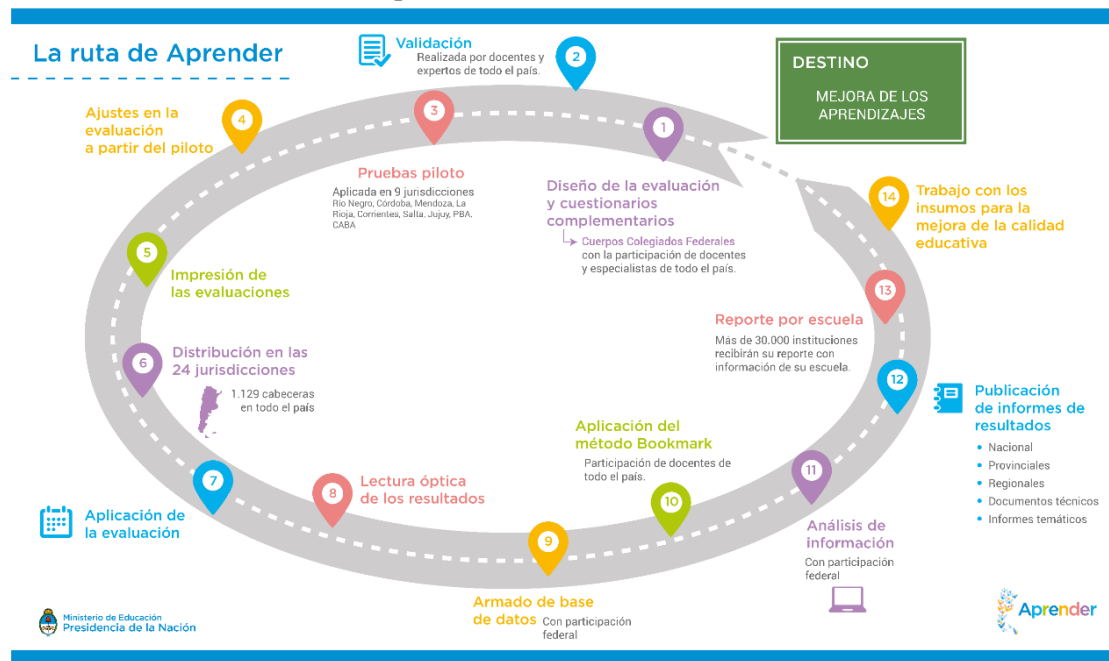 La ruta de Aprender
DESTINO
MEJORA DE LOS
APRENDIZAJES
1
Diseño de la evaluación
y cuestionarios
complementarios
Cuerpos Colegiados Federales
con la participación de docentes
y especialistas de todo el país.
2
Validación
Realizada por docentes y
expertos de todo el país.
3
Pruebas piloto
Aplicada en 9 jurisdicciones
Río Negro, Córdoba, Mendoza, La
Rioja, Corrientes, Salta, Jujuy, PBA,
CABA
4
Ajustes en la
evaluación
a partir del piloto
5
Impresión de
las evaluaciones
6
Distribución en las
24 jurisdicciones
1.129 cabeceras
en todo el país
7
Aplicación de
la evaluación
8
Lectura óptica
de los resultados
9
Armado de base
de datos Con participación
federal
10
Aplicación del
método Bookmark
Participación de docentes de
todo el país.
11
Análisis de
información
Con participación
federal
12
Publicación
de informes de
resultados
• Nacional
• Provinciales
• Regionales
• Documentos técnicos
• Informes temáticos
13
Reporte por escuela
Más de 30.000 instituciones
recibirán su reporte con
información de su escuela.
14
Trabajo con los
insumos para la
mejora de la calidad
educativa
Ministerio de Educación
Presidencia de la Nación
Aprender